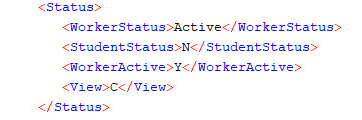 <Status>
<WorkerStatus>Active</WorkerStatus>
<StudentStatus>N</StudentStatus>
<WorkerActive>Y</WorkerActive>
<View>C</View>
</Status>